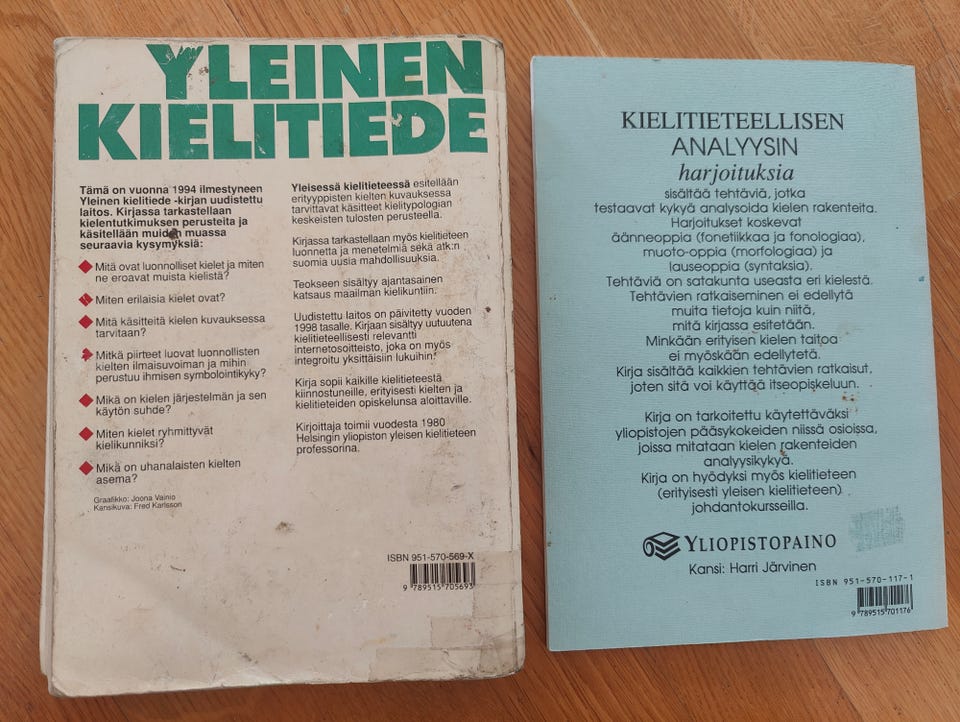 YLEINEN
KIELITIEDE
Tämä on vuonna 1994 ilmestyneen
Yleinen kielitiede -kirjan uudistettu
laitos. Kirjassa tarkastellaan
kielentutkimuksen perusteita ja
käsitellään muiden muassa
seuraavia kysymyksiä:
Mitä ovat luonnolliset kielet ja miten
ne eroavat muista kielistä?
Miten erilaisia kielet ovat?
Mitä käsitteitä kielen kuvauksessa
tarvitaan?
Mitkä piirteet luovat luonnollisten
kielten ilmaisuvoiman ja mihin
perustuu ihmisen symbolointikyky?
Mikä on kielen järjestelmän ja sen
käytön suhde?
Miten kielet ryhmittyvät
kielikunniksi?
Mikä on uhanalaisten kielten
asema?
Graafikko: Joona Vainio
Kansikuva: Fred Karlsson
Yleisessä kielitieteessä esitellään
erityyppisten kielten kuvauksessa
tarvittavat käsitteet kielitypologian
keskeisten tulosten perusteella.
Kirjassa tarkastellaan myös kielitieteen
luonnetta ja menetelmiä sekä atk:n
suomia uusia mahdollisuuksia.
Teokseen sisältyy ajantasainen
katsaus maailman kielikuntiin.
Uudistettu laitos on päivitetty vuoden
1998 tasalle. Kirjaan sisältyy uutuutena
kielitieteellisesti relevantti
internetosoitteisto, joka on myös
integroitu yksittäisiin lukuihin.
Kirja sopii kaikille kielitieteestä
kiinnostuneille, erityisesti kielten ja
kielitieteiden opiskelunsa aloittaville.
Kirjoittaja toimii vuodesta 1980
Helsingin yliopiston yleisen kielitieteen
professorina.
ISBN 951-570-569-X
9 789515 705693
KIELITIETEELLISEN
ANALYYSIN
harjoituksia
sisältää tehtäviä, jotka
testaavat kykyä analysoida kielen rakenteita.
Harjoitukset koskevat
äänneoppia (fonetiikkaa ja fonologiaa),
muoto-oppia (morfologiaa) ja
lauseoppia (syntaksia).
Tehtäviä on satakunta useasta eri kielestä.
Tehtävien ratkaiseminen ei edellytä
muita tietoja kuin niitä,
mitä kirjassa esitetään.
Minkään erityisen kielen taitoa
ei myöskään edellytetä.
Kirja sisältää kaikkien tehtävien ratkaisut,
joten sitä voi käyttää itseopiskeluun.
Kirja on tarkoitettu käytettäväksi
yliopistojen pääsykokeiden niissä osioissa,
joissa mitataan kielen rakenteiden
analyysikykyä.
Kirja on hyödyksi myös kielitieteen
(erityisesti yleisen kielitieteen)
johdantokursseilla.
YLIOPISTOPAINO
Kansi: Harri Järvinen
ISBN 951-570-117-1
9 789515 701176